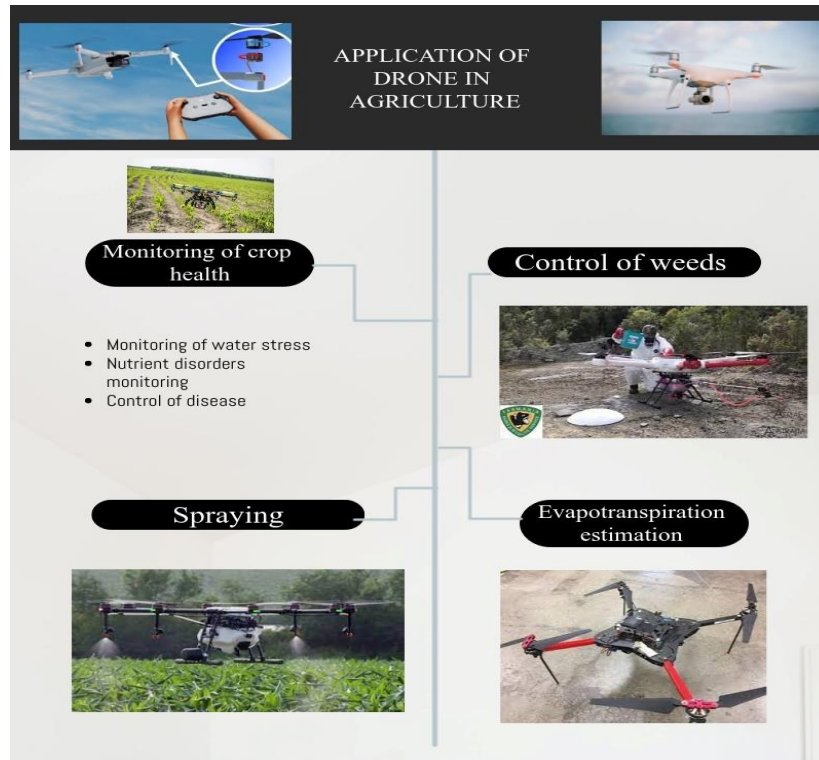 APPLICATION OF
DRONE IN
AGRICULTURE
Monitoring of crop
health
• Monitoring of water stress
• Nutrient disorders
monitoring
• Control of disease
Control of weeds
Spraying
Evapotranspiration
estimation
TASMANIA